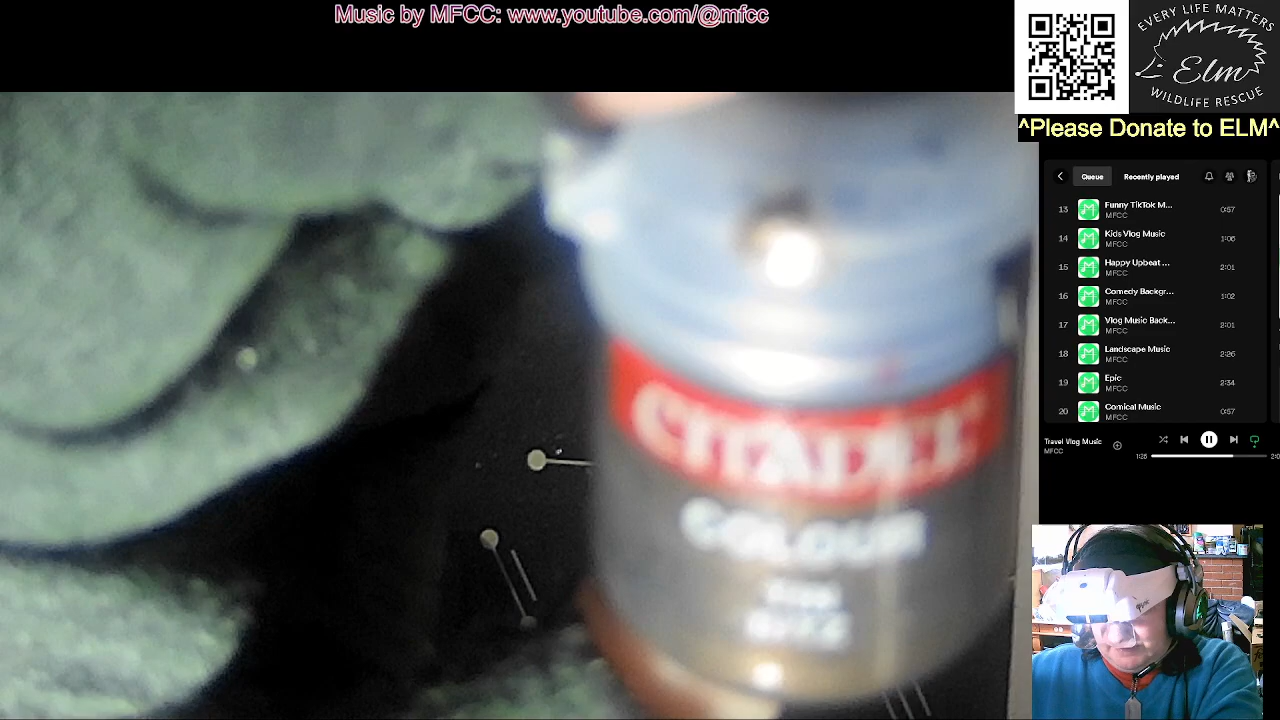 Music by MFCC: www.youtube.com/@mfcc
EVERY LIFE MATTERS
Elm
WILDLIFE RESCUE
^Please Donate to ELM^
Queue
Recently played
13 Funny TikTok M... 0:57
MFCC
14 Kids Vlog Music 1:06
MFCC
15 Happy Upbeat ... 2:01
MFCC
16 Comedy Backgr... 1:02
MFCC
17 Vlog Music Back... 2:01
MFCC
18 Landscape Music 2:26
MFCC
19 Epic 2:34
MFCC
20 Comical Music 0:57
MFCC
Travel Vlog Music
MFCC
1:26
CITADEL
COLOUR